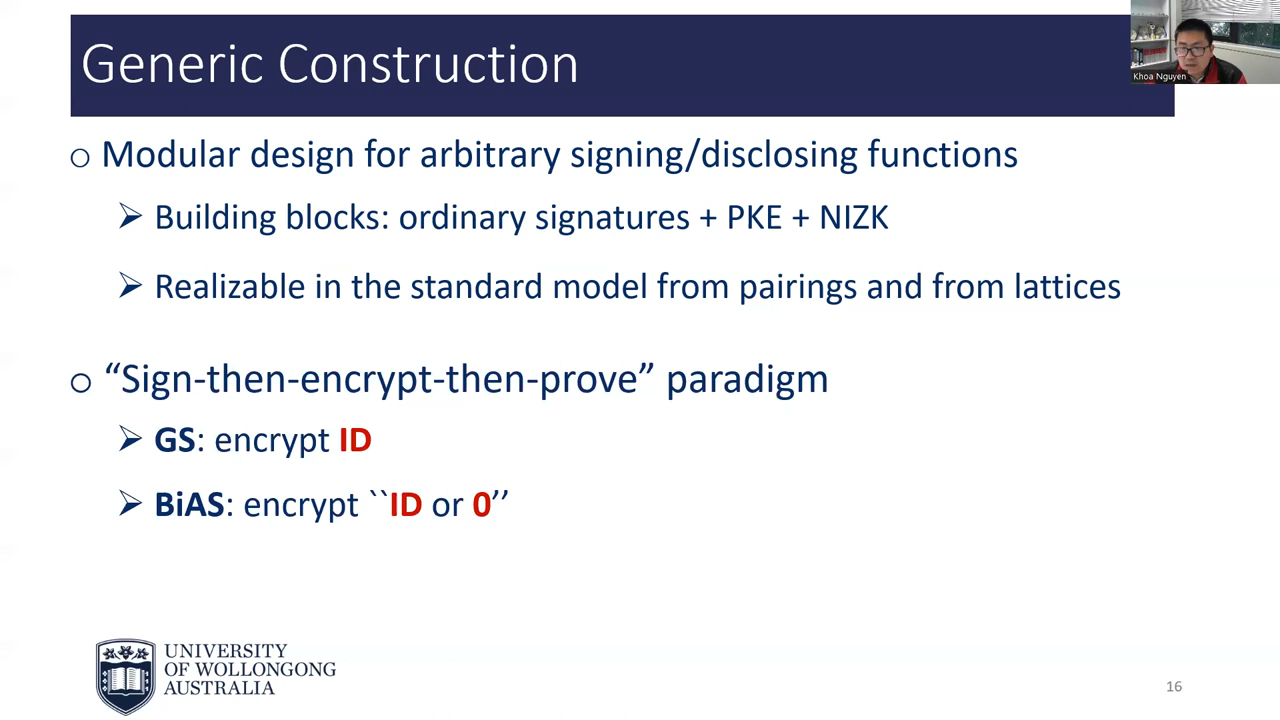 Generic Construction
Khoa Nguyen
○ Modular design for arbitrary signing/disclosing functions
➢ Building blocks: ordinary signatures + PKE + NIZK
➢ Realizable in the standard model from pairings and from lattices
○ “Sign-then-encrypt-then-prove” paradigm
➢ GS: encrypt ID
➢ BiAS: encrypt ``ID or 0’’
UNIVERSITY
OF WOLLONGONG
AUSTRALIA
16